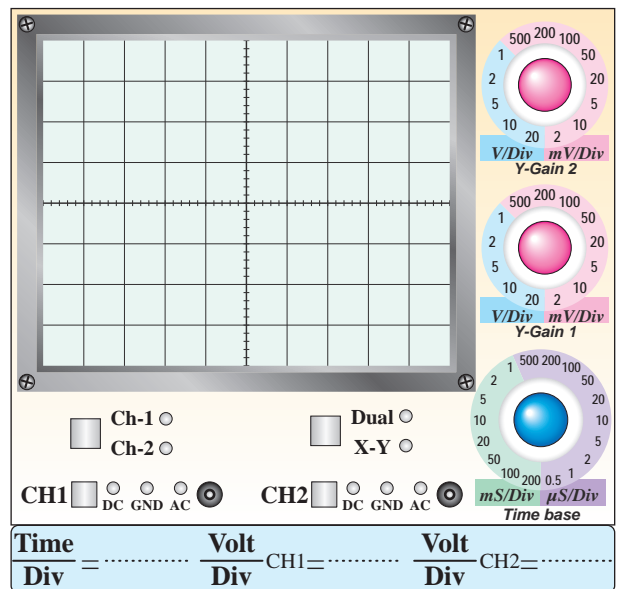 500 200 100
1 50
2 20
5 5
10 10
20 2
V/Div mV/Div
Y-Gain 2
500 200 100
1 50
2 20
5 5
10 10
20 2
V/Div mV/Div
Y-Gain 1
1 500 200 100
2 50
5 20
10 10
20 5
50 2
100 200 0.5 1
mS/Div µS/Div
Time base
Ch-1
Ch-2
Dual
X-Y
CH1 DC GND AC
CH2 DC GND AC
Time/Div = ............ Volt/Div CH1= ............ Volt/Div CH2= ............